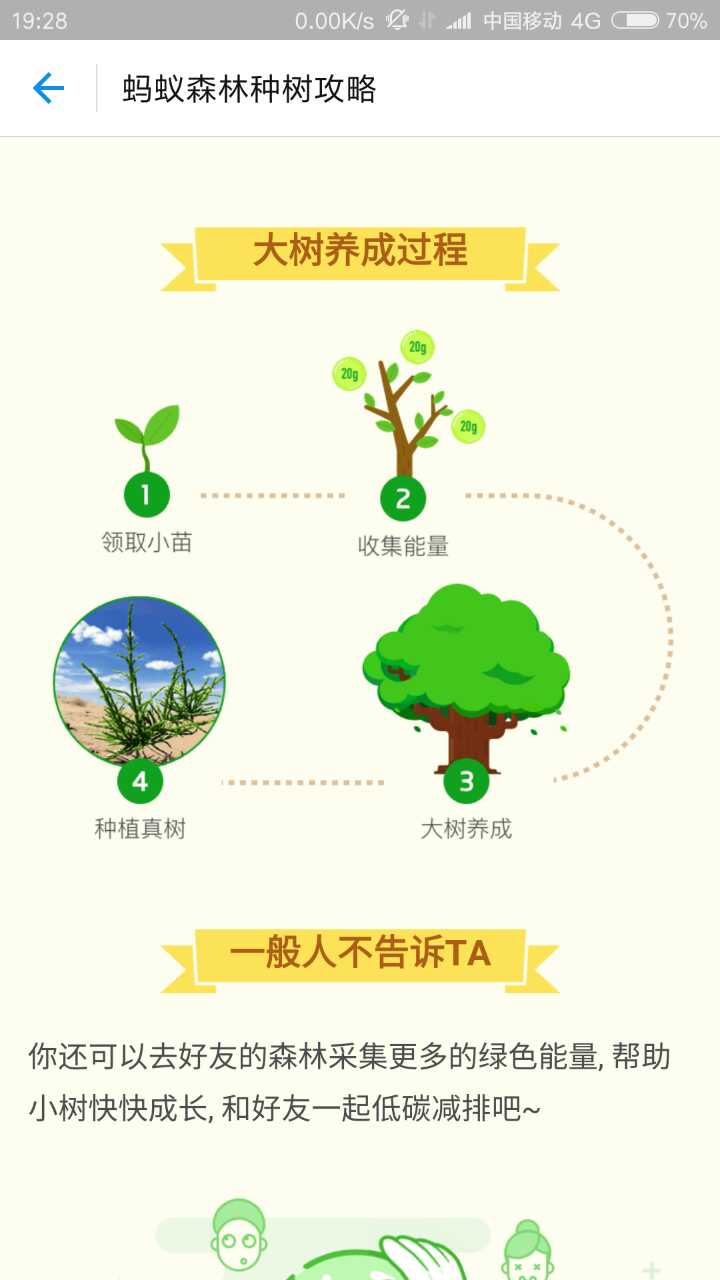 19:28 0.00K/s 中国移动 4G 70%
蚂蚁森林种树攻略
大树养成过程
20g
20g
20g
1
2
领取小苗
收集能量
4
3
种植真树
大树养成
一般人不告诉TA
你还可以去好友的森林采集更多的绿色能量, 帮助
小树快快成长, 和好友一起低碳减排吧~